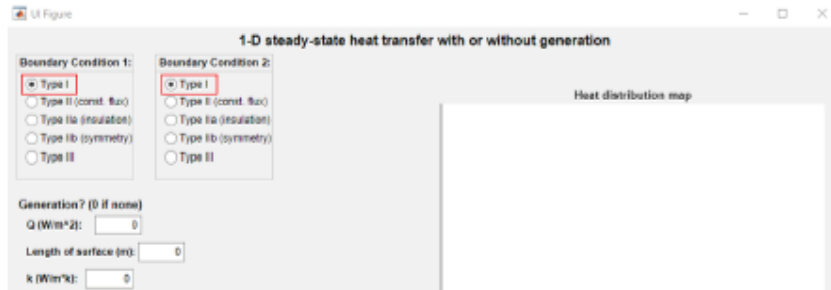 UI Figure
1-D steady-state heat transfer with or without generation
Boundary Condition 1:
Type I
Type II (const. flux)
Type IIa (insulation)
Type IIb (symmetry)
Type III
Boundary Condition 2:
Type I
Type II (const. flux)
Type IIa (insulation)
Type IIb (symmetry)
Type III
Heat distribution map
Generation? (0 if none)
Q (W/m^2): 0
Length of surface (m): 0
k (W/m*k): 0